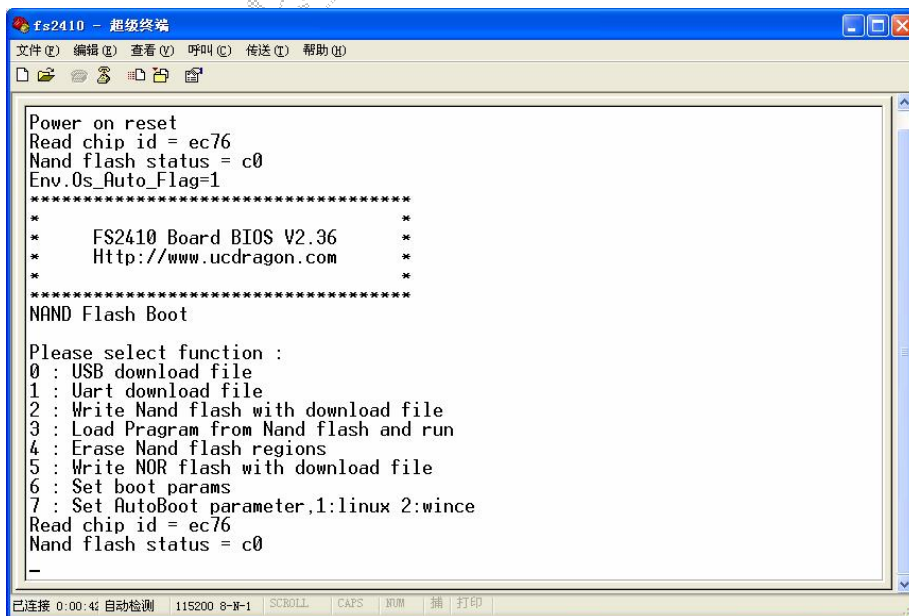 fs2410 - 超级终端
文件(F) 编辑(E) 查看(V) 呼叫(C) 传送(T) 帮助(H)
Power on reset
Read chip id = ec76
Nand flash status = c0
Env.Os_Auto_Flag=1
************************************
*                                  *
*     FS2410 Board BIOS V2.36      *
*     Http://www.ucdragon.com      *
*                                  *
************************************
NAND Flash Boot
Please select function :
0 : USB download file
1 : Uart download file
2 : Write Nand flash with download file
3 : Load Pragram from Nand flash and run
4 : Erase Nand flash regions
5 : Write NOR flash with download file
6 : Set boot params
7 : Set AutoBoot parameter,1:linux 2:wince
Read chip id = ec76
Nand flash status = c0
_
已连接 0:00:42 自动检测 115200 8-N-1 SCROLL CAPS NUM 捕 打印